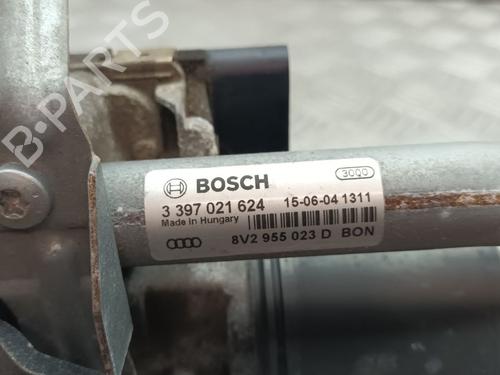 B-PARTS
BOSCH 3000
3 397 021 624 15-06-04 1311
Made in Hungary
8V2 955 023 D BON